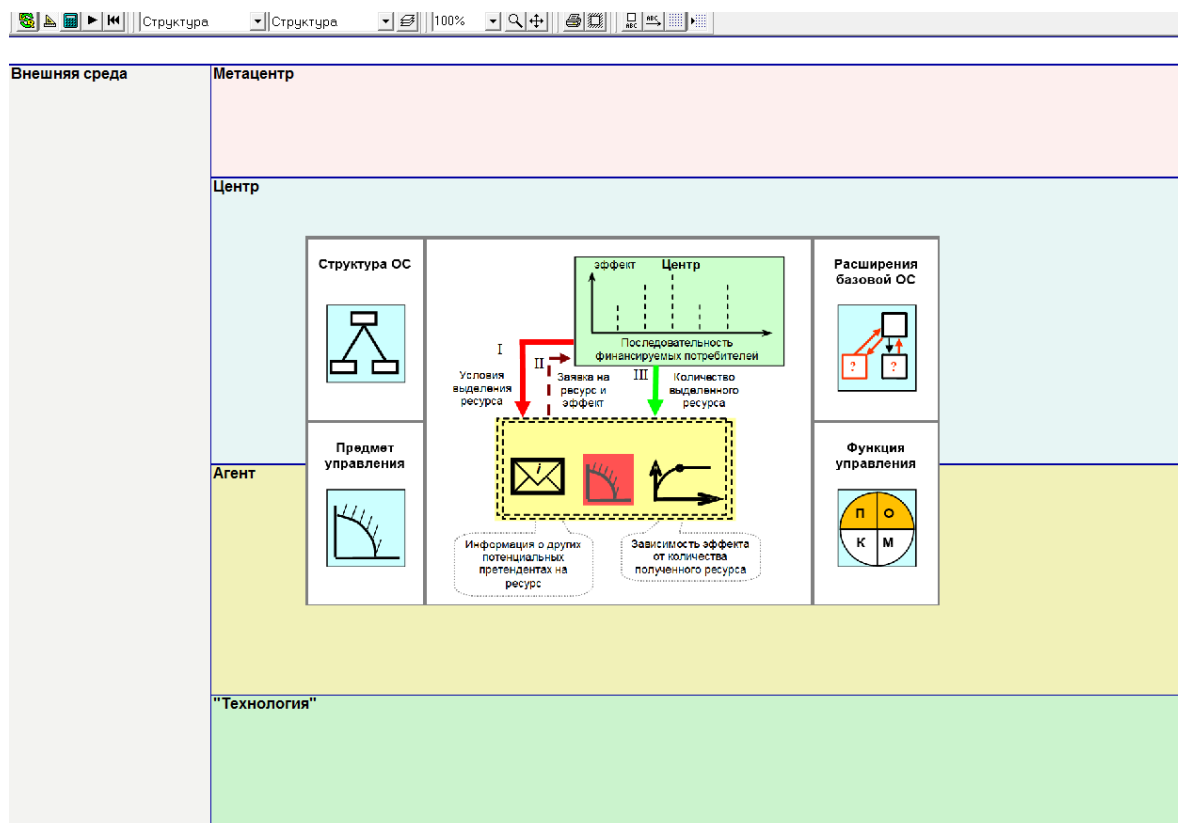 Структура
Структура
100%
ABC
ABC
Внешняя среда
Метацентр
Центр
Структура ОС
эффект
Центр
Последовательность
финансируемых потребителей
Расширения
базовой ОС
?
?
I
II
III
Условия
выделения
ресурса
Заявка на
ресурс и
эффект
Количество
выделенного
ресурса
Предмет
управления
i
Функция
управления
П
О
К
М
Агент
Информация о других
потенциальных
претендентах на
ресурс
Зависимость эффекта
от количества
полученного ресурса
"Технология"